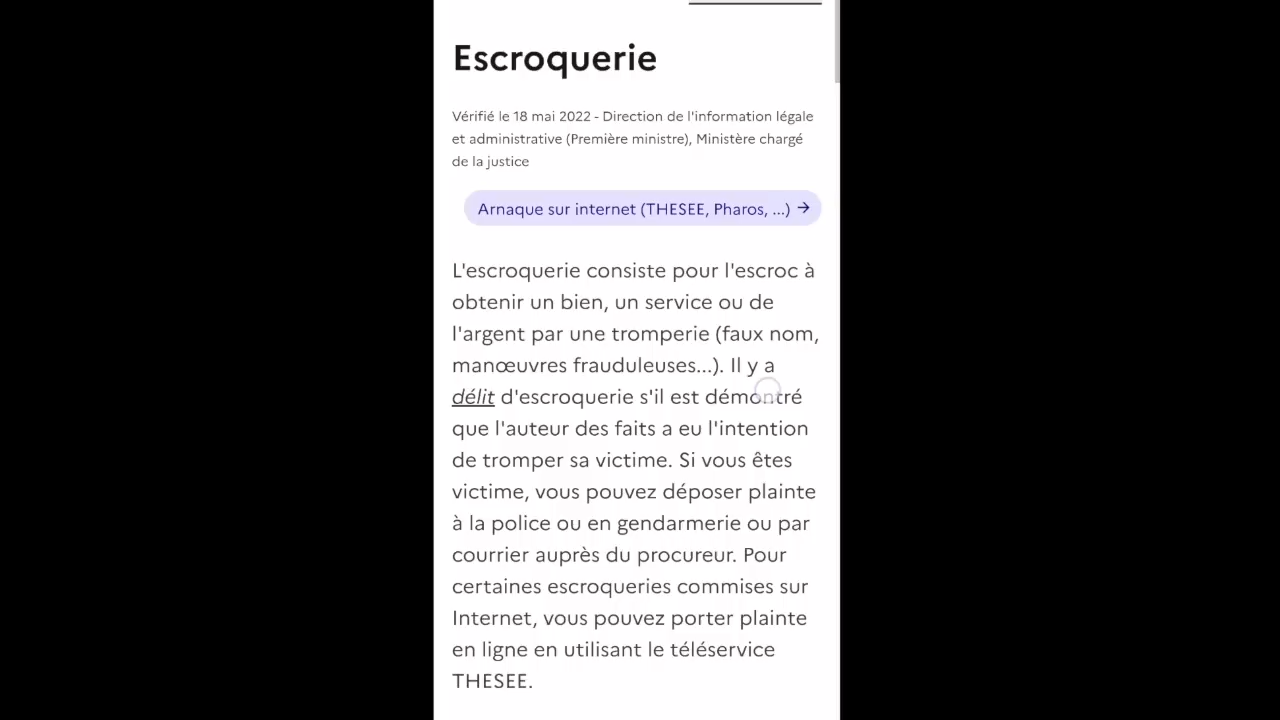 Escroquerie
Vérifié le 18 mai 2022 - Direction de l'information légale
et administrative (Première ministre), Ministère chargé
de la justice
Arnaque sur internet (THESEE, Pharos, ...) →
L'escroquerie consiste pour l'escroc à
obtenir un bien, un service ou de
l'argent par une tromperie (faux nom,
manœuvres frauduleuses...). Il y a
délit d'escroquerie s'il est démontré
que l'auteur des faits a eu l'intention
de tromper sa victime. Si vous êtes
victime, vous pouvez déposer plainte
à la police ou en gendarmerie ou par
courrier auprès du procureur. Pour
certaines escroqueries commises sur
Internet, vous pouvez porter plainte
en ligne en utilisant le téléservice
THESEE.